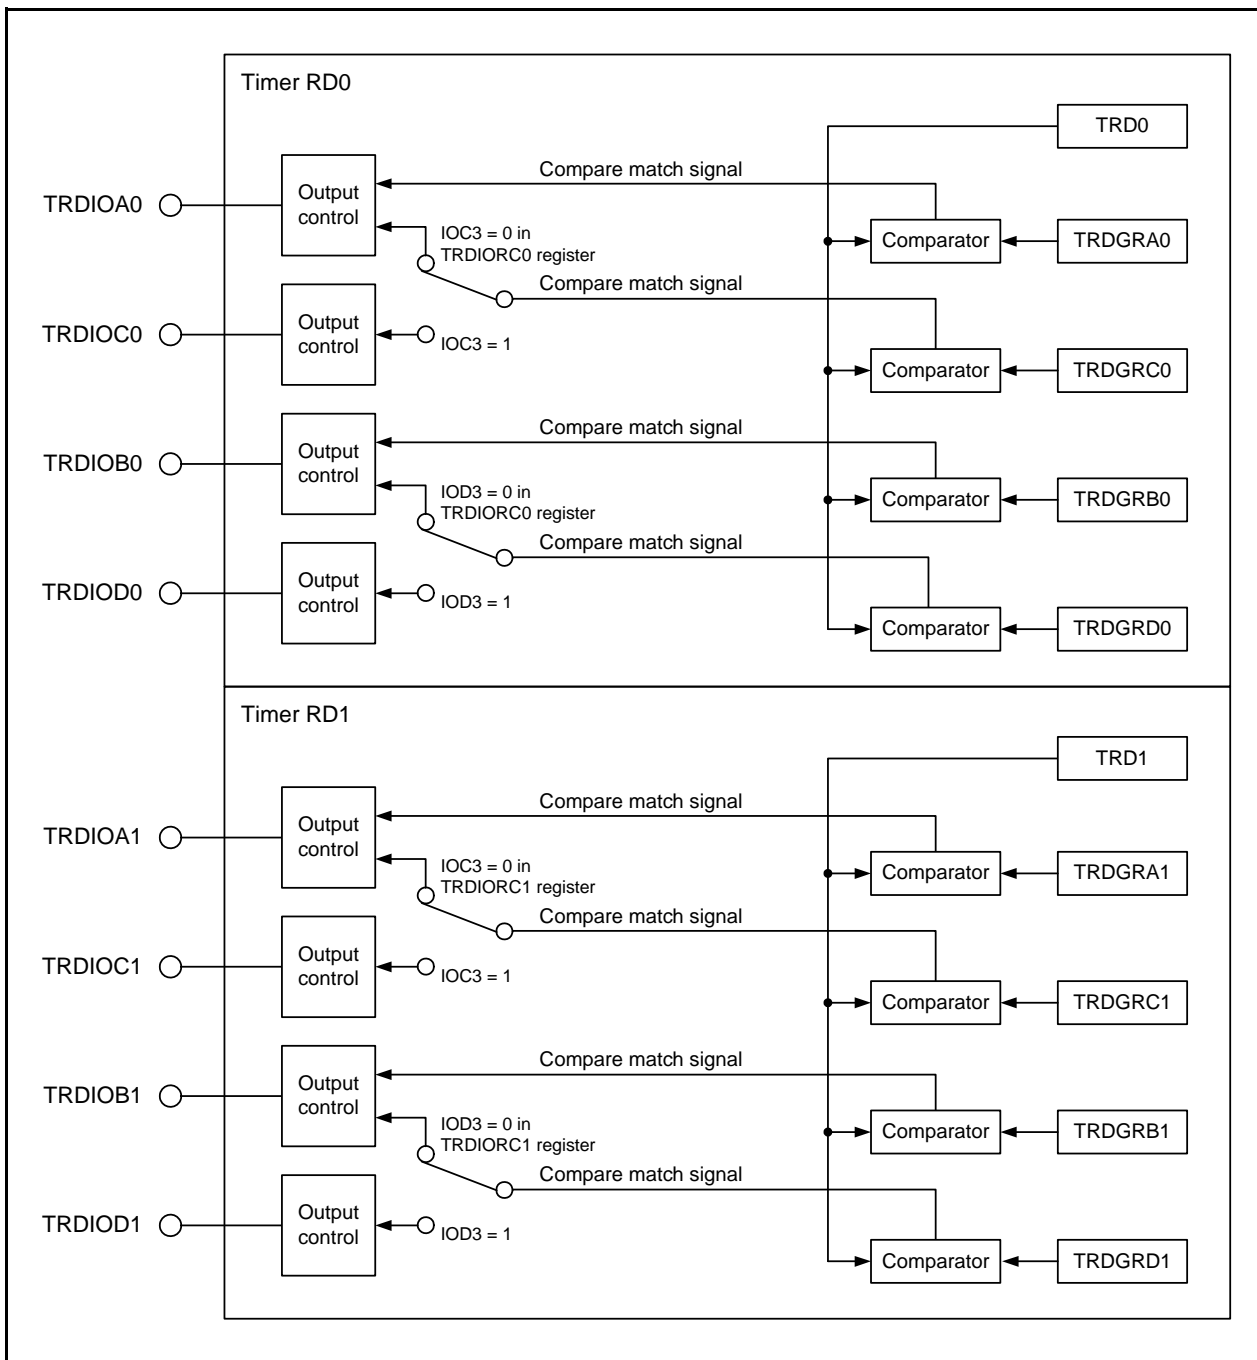 Timer RD0
TRD0
Compare match signal
Output
control
TRDIOA0
IOC3 = 0 in
TRDIORC0 register
Comparator
TRDGRA0
Compare match signal
TRDIOC0
Output
control
IOC3 = 1
Comparator
TRDGRC0
Compare match signal
TRDIOB0
Output
control
IOD3 = 0 in
TRDIORC0 register
Comparator
TRDGRB0
Compare match signal
TRDIOD0
Output
control
IOD3 = 1
Comparator
TRDGRD0
Timer RD1
TRD1
Compare match signal
TRDIOA1
Output
control
IOC3 = 0 in
TRDIORC1 register
Comparator
TRDGRA1
Compare match signal
TRDIOC1
Output
control
IOC3 = 1
Comparator
TRDGRC1
Compare match signal
TRDIOB1
Output
control
IOD3 = 0 in
TRDIORC1 register
Comparator
TRDGRB1
Compare match signal
TRDIOD1
Output
control
IOD3 = 1
Comparator
TRDGRD1